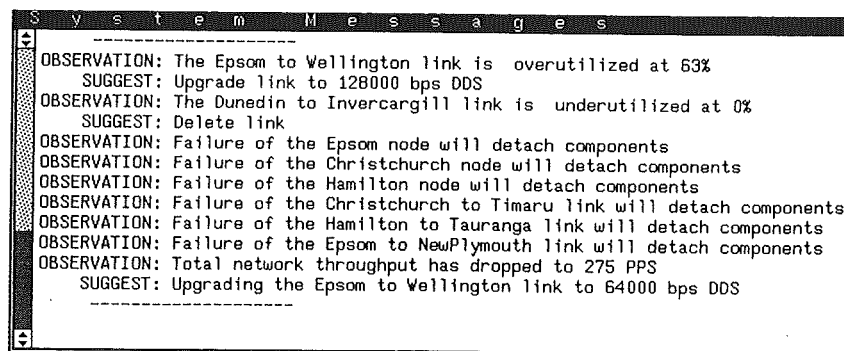 System Messages
--------------------
OBSERVATION: The Epsom to Wellington link is overutilized at 63%
SUGGEST: Upgrade link to 128000 bps DDS
OBSERVATION: The Dunedin to Invercargill link is underutilized at 0%
SUGGEST: Delete link
OBSERVATION: Failure of the Epsom node will detach components
OBSERVATION: Failure of the Christchurch node will detach components
OBSERVATION: Failure of the Hamilton node will detach components
OBSERVATION: Failure of the Christchurch to Timaru link will detach components
OBSERVATION: Failure of the Hamilton to Tauranga link will detach components
OBSERVATION: Failure of the Epsom to NewPlymouth link will detach components
OBSERVATION: Total network throughput has dropped to 275 PPS
SUGGEST: Upgrading the Epsom to Wellington link to 64000 bps DDS
--------------------